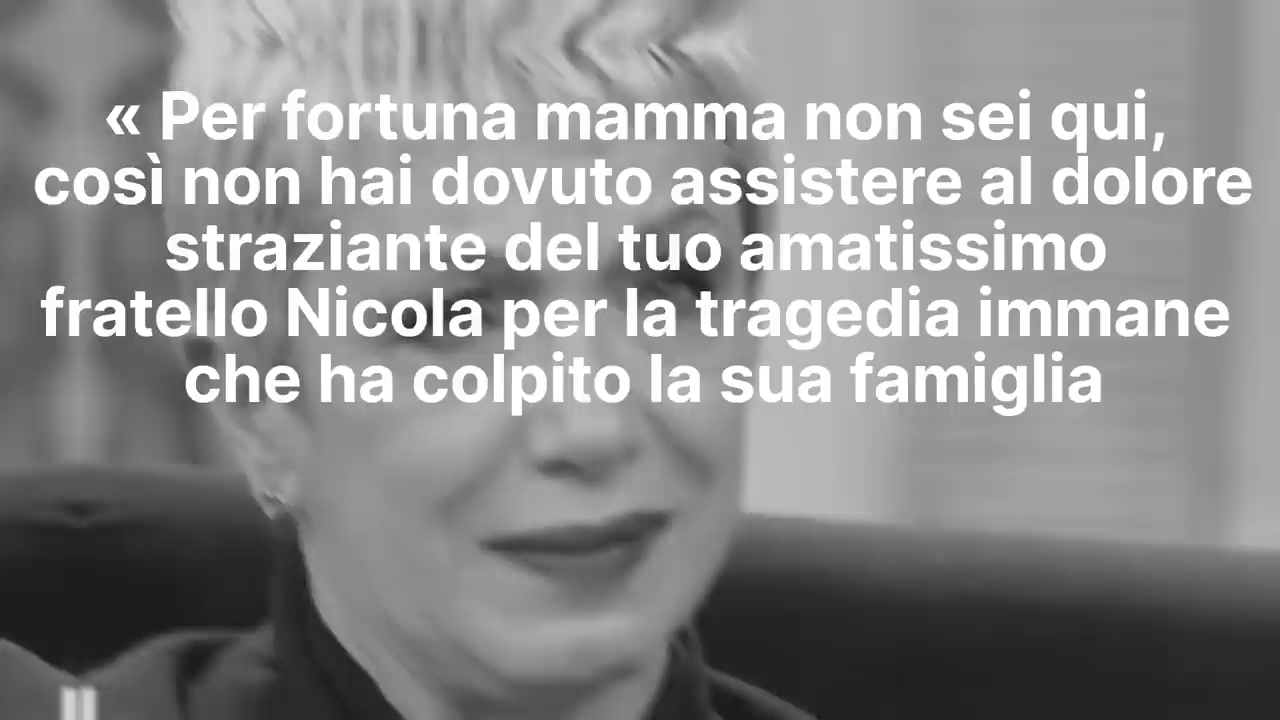 « Per fortuna mamma non sei qui,
così non hai dovuto assistere al dolore
straziante del tuo amatissimo
fratello Nicola per la tragedia immane
che ha colpito la sua famiglia